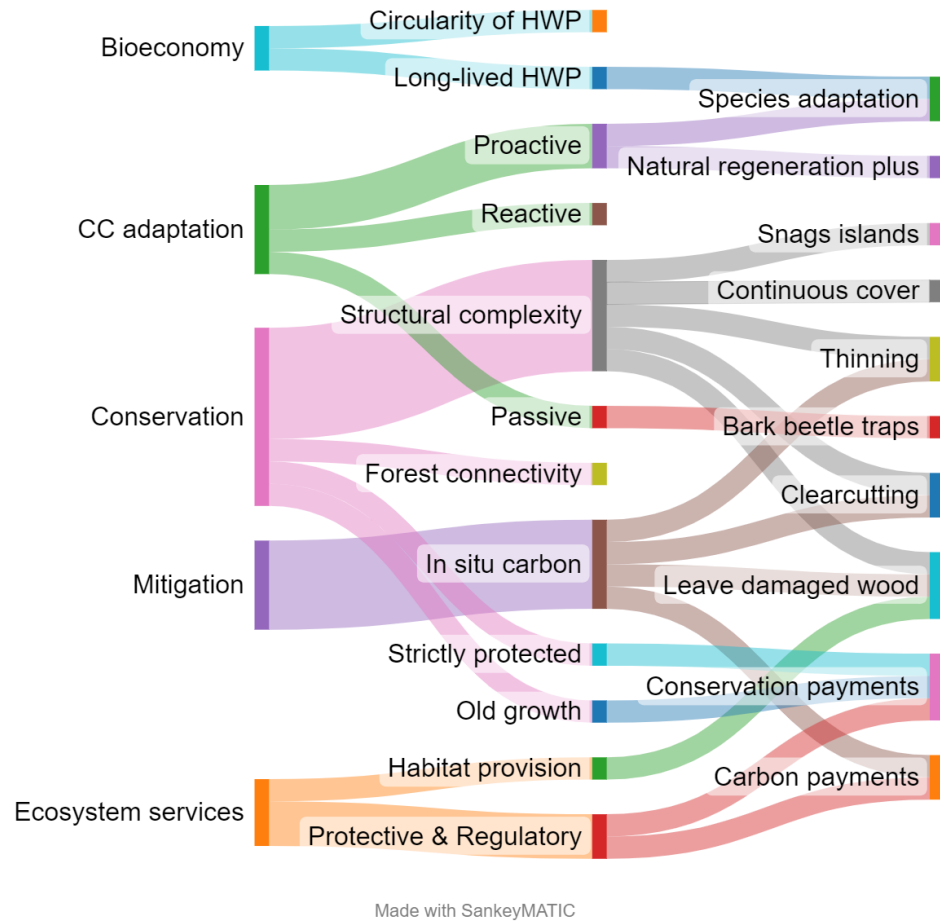 Bioeconomy
CC adaptation
Conservation
Mitigation
Ecosystem services
Circularity of HWP
Long-lived HWP
Proactive
Reactive
Structural complexity
Passive
Forest connectivity
In situ carbon
Strictly protected
Old growth
Habitat provision
Protective & Regulatory
Species adaptation
Natural regeneration plus
Snags islands
Continuous cover
Thinning
Bark beetle traps
Clearcutting
Leave damaged wood
Conservation payments
Carbon payments
Made with SankeyMATIC